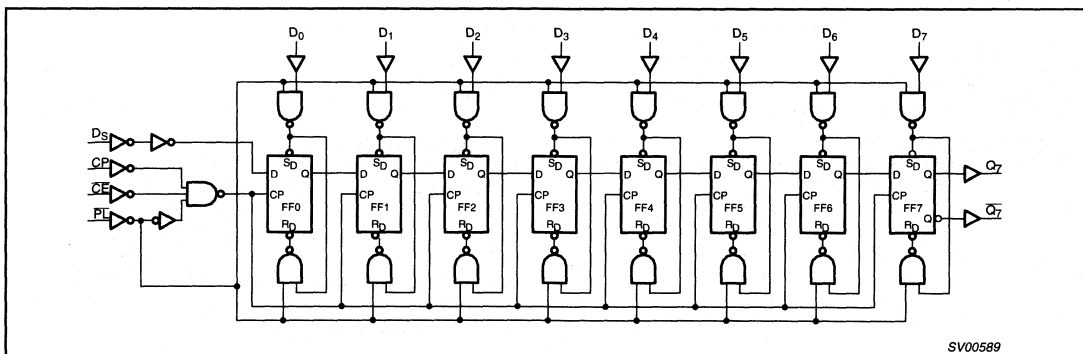 D0 D1 D2 D3 D4 D5 D6 D7
DS
CP
CE
PL
SD SD SD SD SD SD SD SD
D Q D Q D Q D Q D Q D Q D Q D Q Q7
CP CP CP CP CP CP CP CP
FF0 FF1 FF2 FF3 FF4 FF5 FF6 FF7 Q Q7
RD RD RD RD RD RD RD RD
SV00589